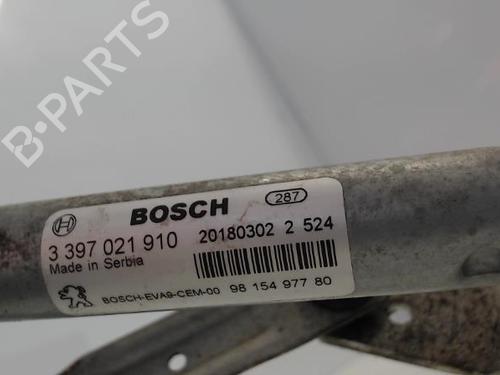 B-PARTS
BOSCH 287
3 397 021 910 20180302 2 524
Made in Serbia
BOSCH-EVA9-CEM-00 98 154 977 80